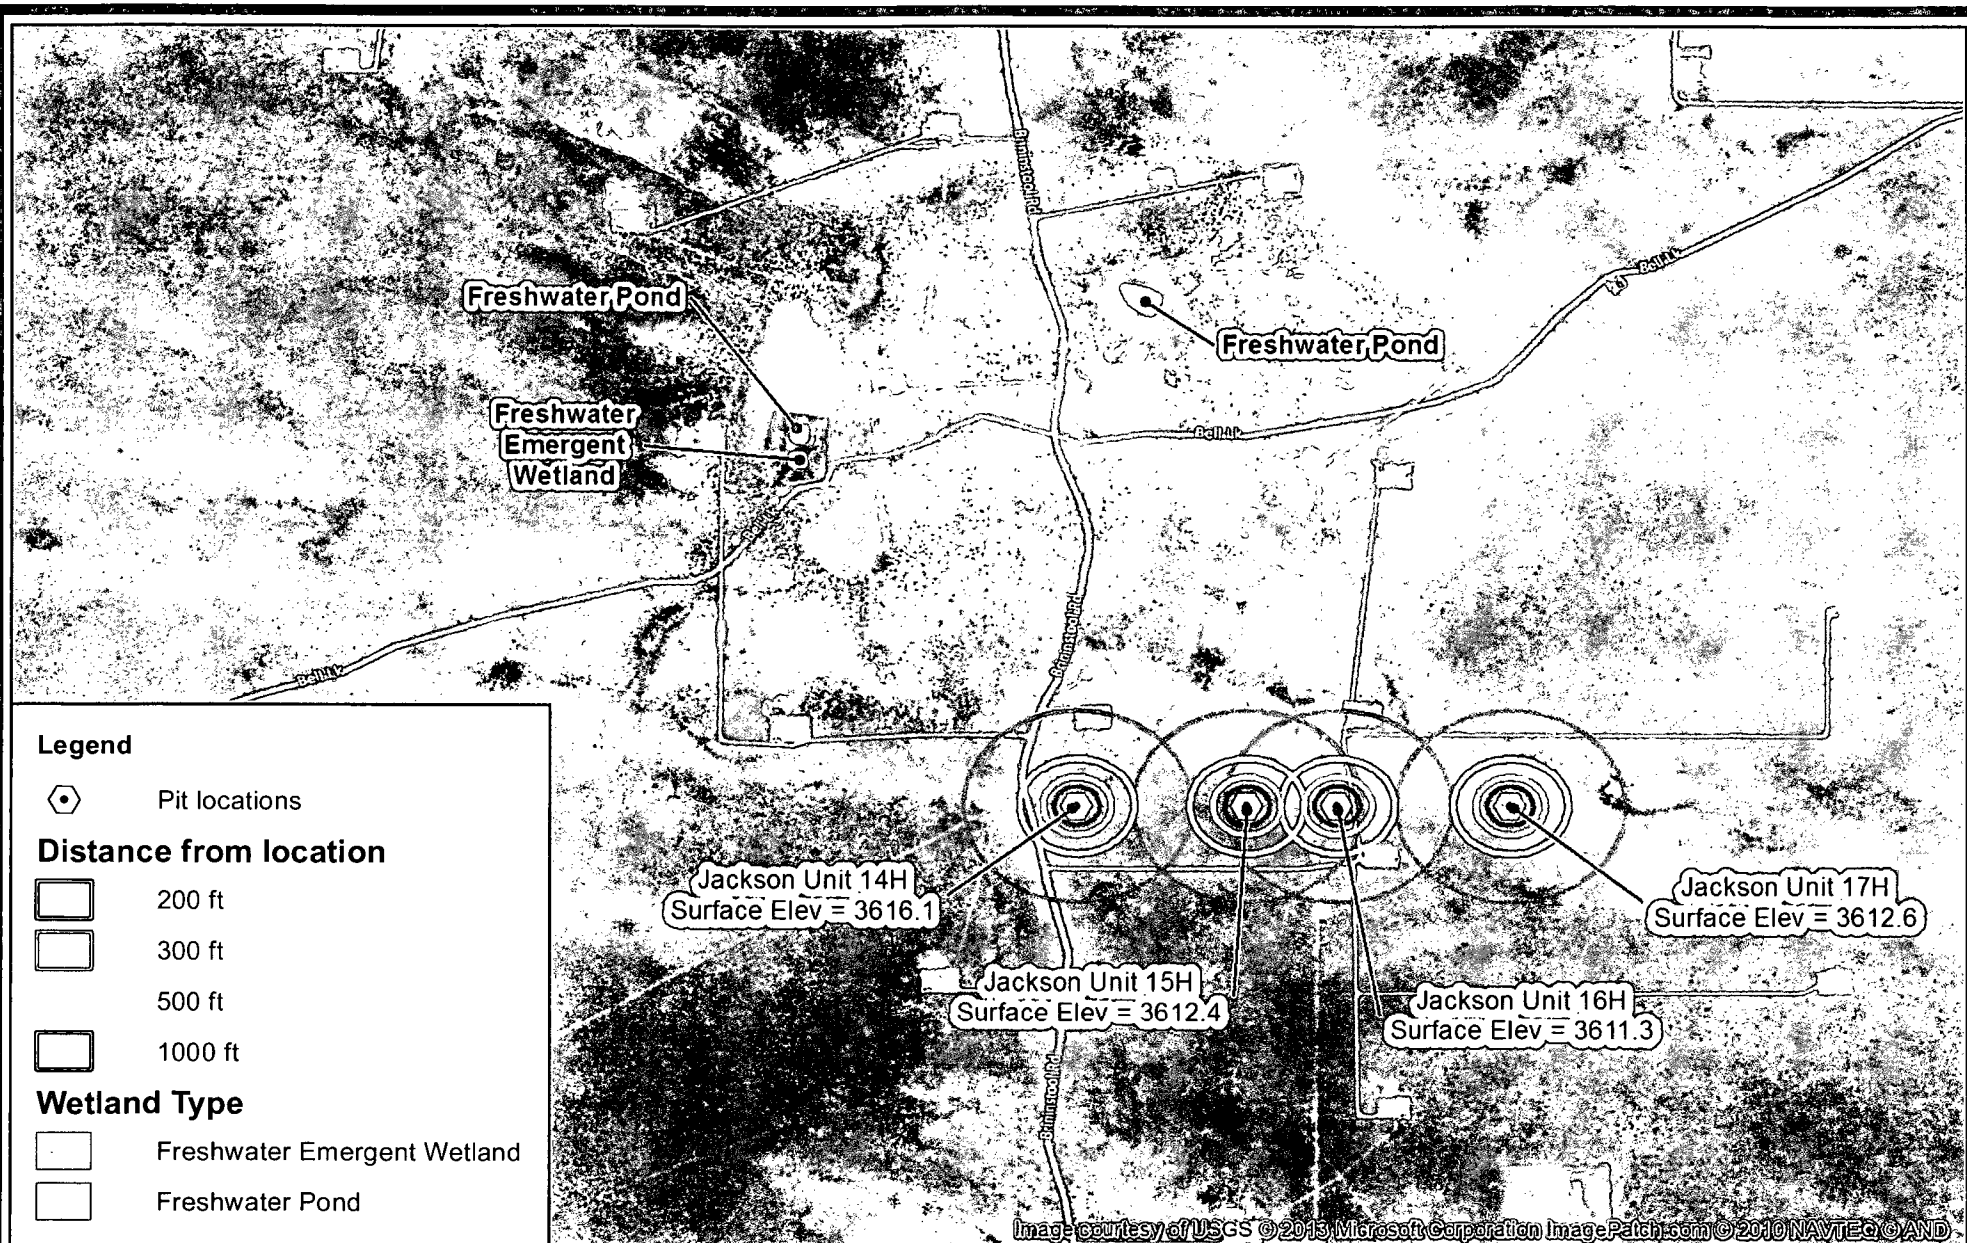 Brimstool Rd
Bell Lk
Freshwater Pond
Freshwater Pond
Freshwater
Emergent
Wetland
Bell Lk
Brimstool Rd
Bell Lk
Legend
Pit locations
Distance from location
200 ft
300 ft
500 ft
1000 ft
Wetland Type
Freshwater Emergent Wetland
Freshwater Pond
Jackson Unit 14H
Surface Elev = 3616.1
Jackson Unit 17H
Surface Elev = 3612.6
Jackson Unit 15H
Surface Elev = 3612.4
Jackson Unit 16H
Surface Elev = 3611.3
Brimstool Rd
Image courtesy of USGS © 2013 Microsoft Corporation ImagePatch.com © 2010 NAVTEQ © AND